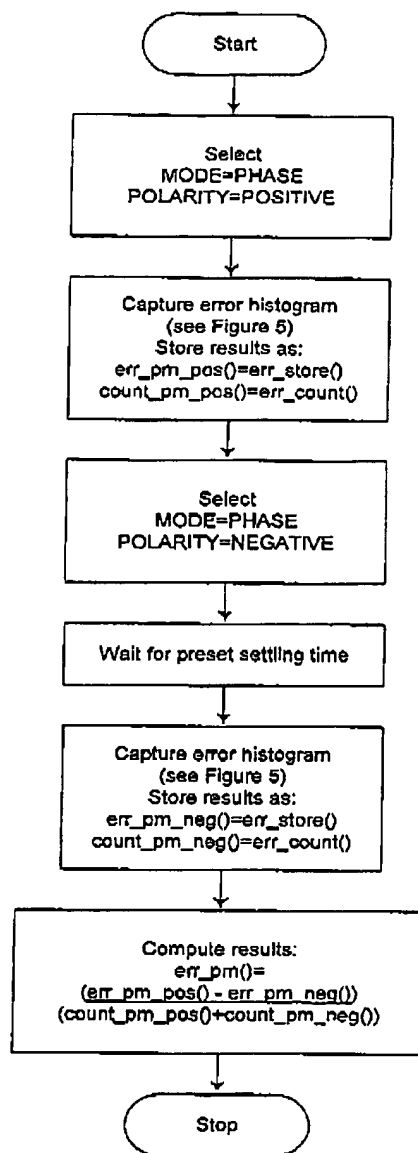 Start
Select
MODE=PHASE
POLARITY=POSITIVE
Capture error histogram
(see Figure 5)
Store results as:
err_pm_pos()=err_store()
count_pm_pos()=err_count()
Select
MODE=PHASE
POLARITY=NEGATIVE
Wait for preset settling time
Capture error histogram
(see Figure 5)
Store results as:
err_pm_neg()=err_store()
count_pm_neg()=err_count()
Compute results:
err_pm()=
(err_pm_pos() - err_pm_neg())
(count_pm_pos()+count_pm_neg())
Stop